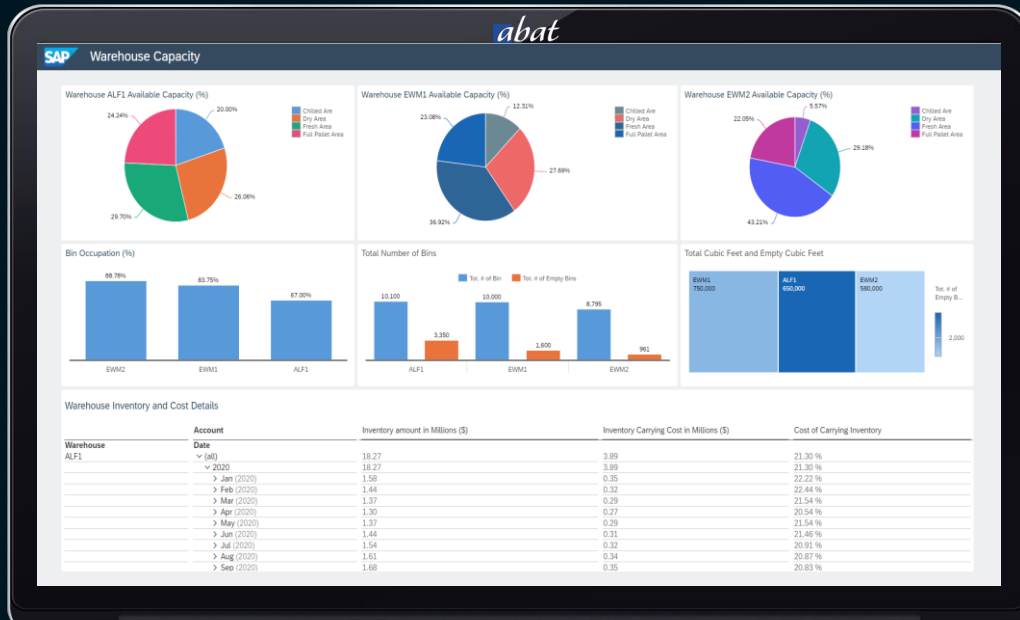 abat
SAP Warehouse Capacity
Warehouse ALF1 Available Capacity (%)
20.00%
24.24%
26.06%
29.70%
Chilled Are
Dry Area
Fresh Area
Full Pallet Area
Warehouse EWM1 Available Capacity (%)
12.31%
23.08%
27.69%
36.92%
Chilled Are
Dry Area
Fresh Area
Full Pallet Area
Warehouse EWM2 Available Capacity (%)
5.57%
22.05%
29.18%
43.21%
Chilled Are
Dry Area
Fresh Area
Full Pallet Area
Bin Occupation (%)
83.75%
67.00%
EWM2 EWM1 ALF1
Total Number of Bins
Tot. # of Bin Tot. # of Empty Bins
10,100 3,350 10,000 1,600 8,795 961
ALF1 EWM1 EWM2
Total Cubic Feet and Empty Cubic Feet
EWM1
750,000
ALF1
650,000
EWM2
580,000
Tot. # of
Empty B...
2,000
Warehouse Inventory and Cost Details
Account Inventory amount in Millions ($) Inventory Carrying Cost in Millions ($) Cost of Carrying Inventory
Warehouse Date
ALF1 (all) 18.27 3.89 21.30 %
2020 18.27 3.89 21.30 %
Jan (2020) 1.58 0.35 22.22 %
Feb (2020) 1.44 0.32 22.44 %
Mar (2020) 1.37 0.29 21.54 %
Apr (2020) 1.30 0.27 20.54 %
May (2020) 1.37 0.29 21.54 %
Jun (2020) 1.44 0.31 21.46 %
Jul (2020) 1.54 0.32 20.91 %
Aug (2020) 1.61 0.34 20.87 %
Sep (2020) 1.68 0.35 20.83 %